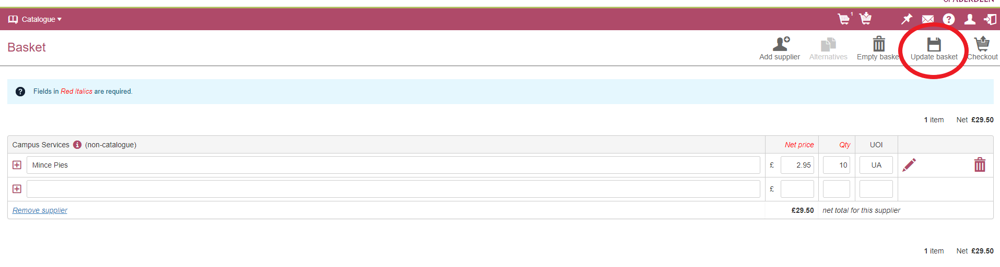 OF ABERDEEN
Catalogue
1
Basket
Add supplier
Alternatives
Empty baske
Update basket
Checkout
Fields in Red Italics are required.
1 item Net £29.50
Campus Services (non-catalogue) Net price Qty UOI
Mince Pies £ 2.95 10 UA
£
Remove supplier £29.50 net total for this supplier
1 item Net £29.50